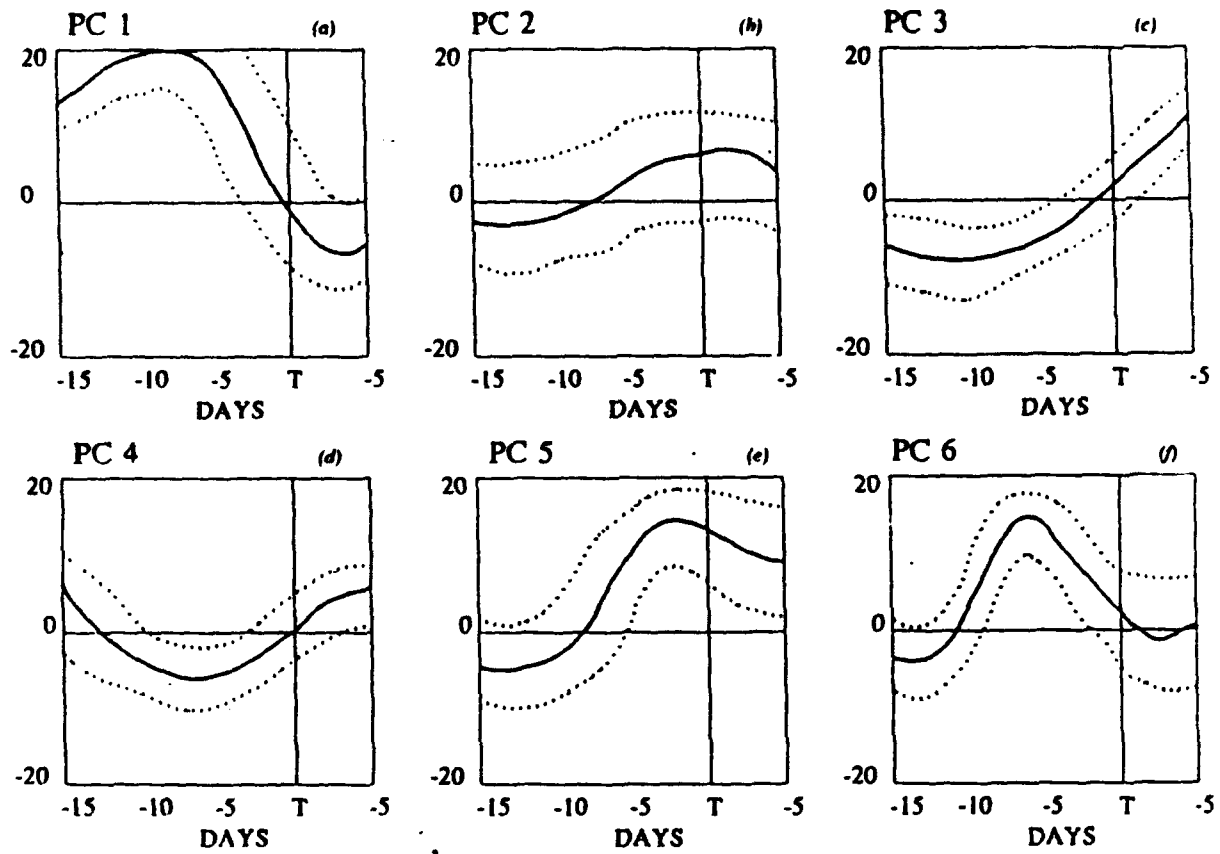 PC 1 (a) PC 2 (h) PC 3 (c)
20 20 20
0 0 0
-20 -20 -20
-15 -10 -5 T -5 -15 -10 -5 T -5 -15 -10 -5 T -5
DAYS DAYS DAYS
PC 4 (d) PC 5 (e) PC 6 (f)
20 20 20
0 0 0
-20 -20 -20
-15 -10 -5 T -5 -15 -10 -5 T -5 -15 -10 -5 T -5
DAYS DAYS DAYS